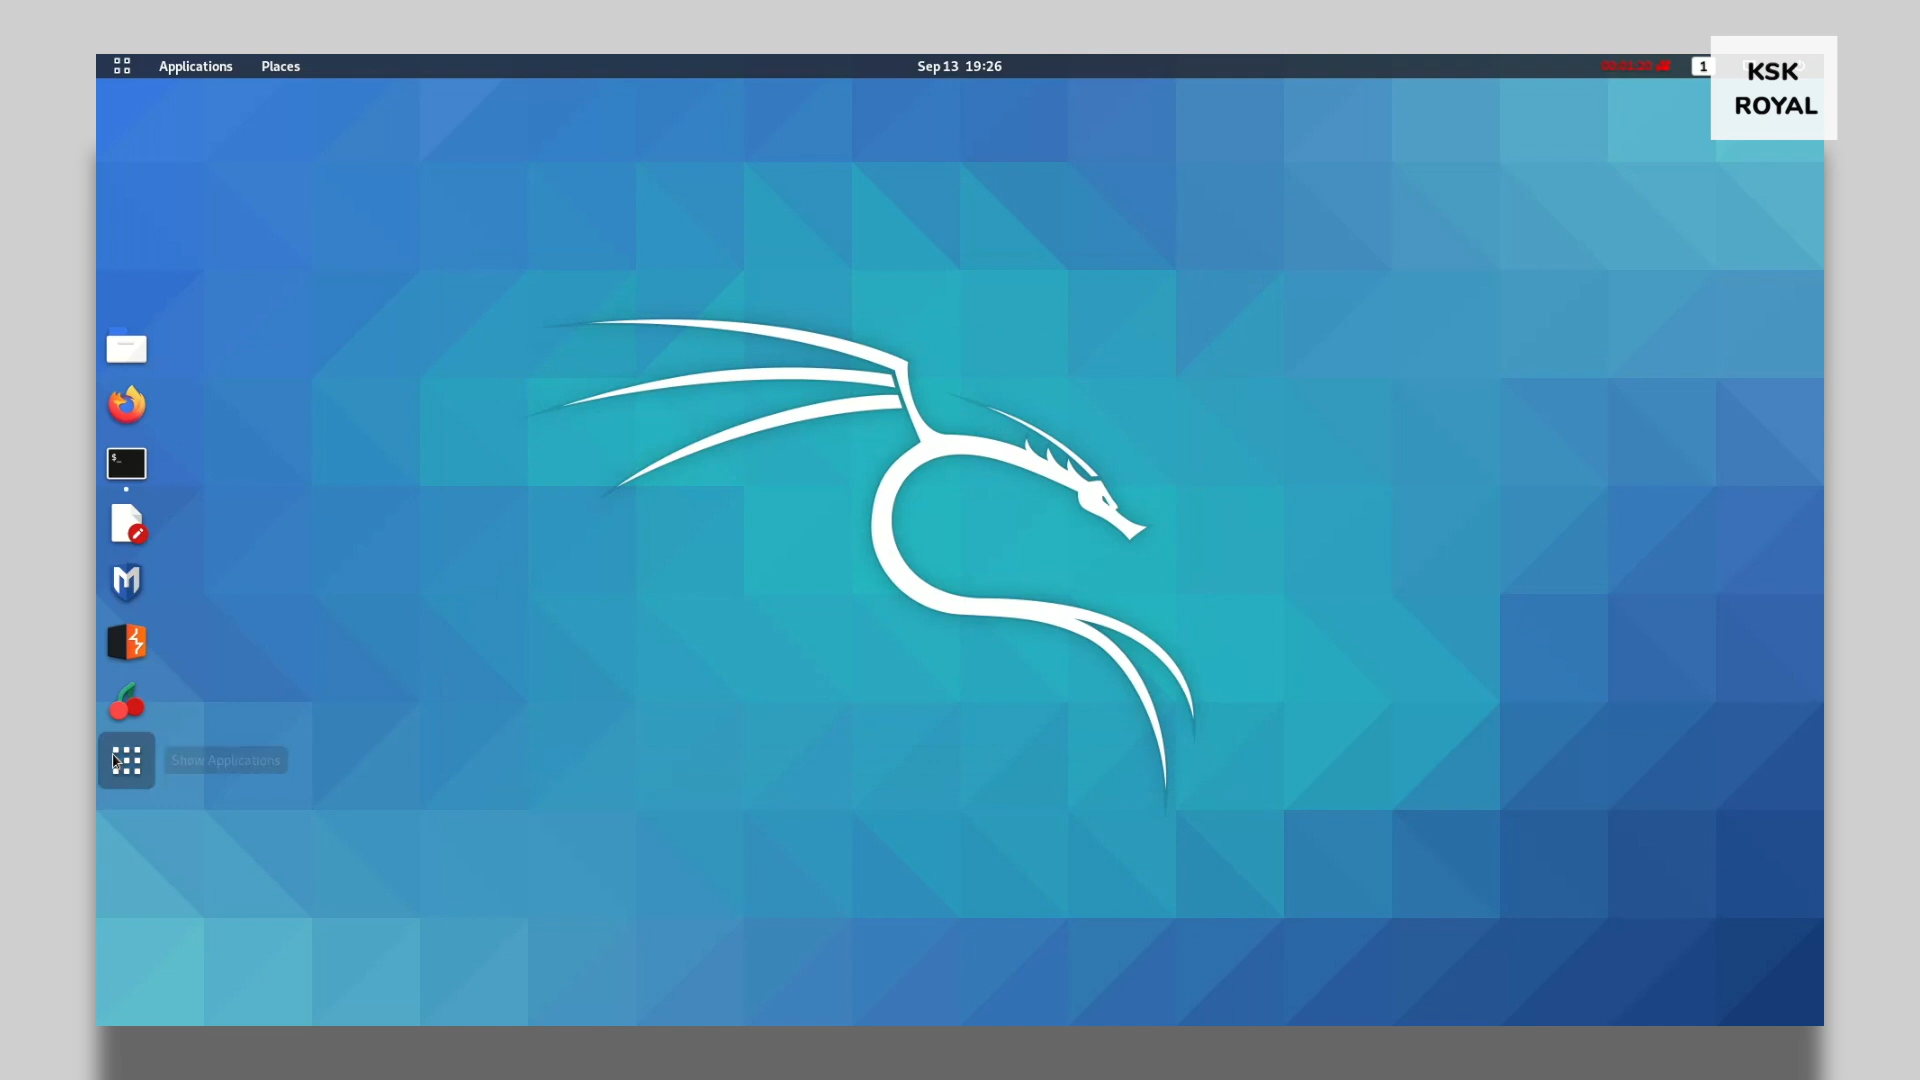 Applications
Places
Sep 13 19:26
1
KSK
ROYAL
$_
Show Applications